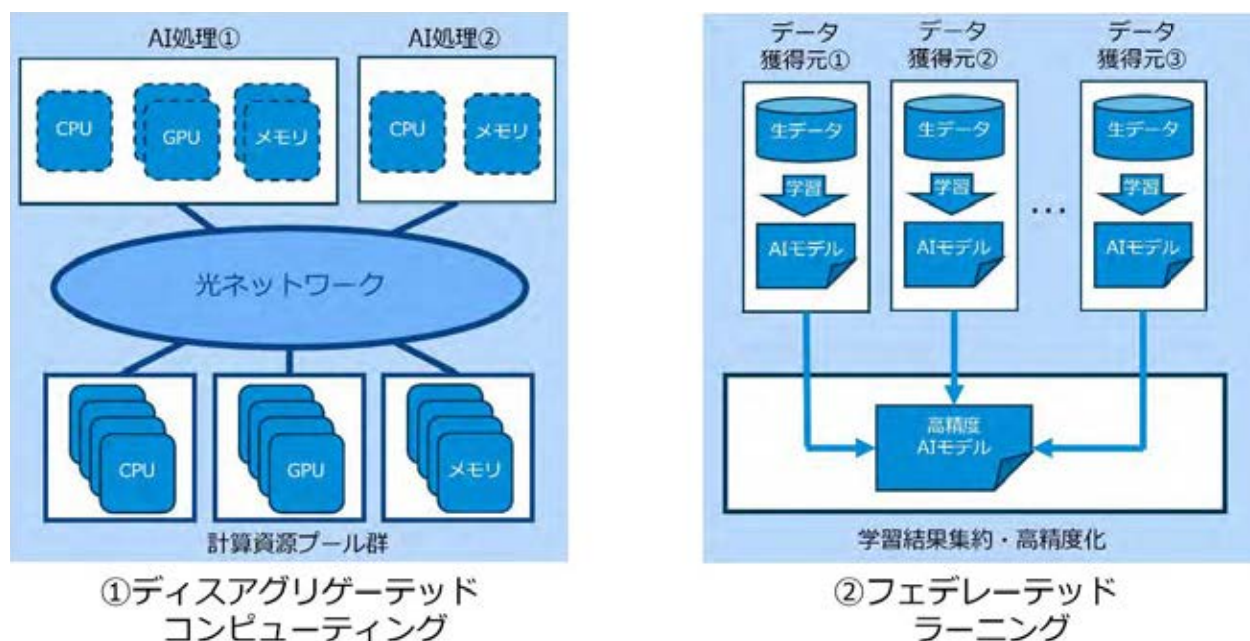 AI処理①
CPU
GPU
メモリ
AI処理②
CPU
メモリ
光ネットワーク
CPU
GPU
メモリ
計算資源プール群
①ディスアグリゲーテッド
コンピューティング
データ
獲得元①
生データ
学習
AIモデル
データ
獲得元②
生データ
学習
AIモデル
…
データ
獲得元③
生データ
学習
AIモデル
高精度
AIモデル
学習結果集約・高精度化
②フェデレーテッド
ラーニング